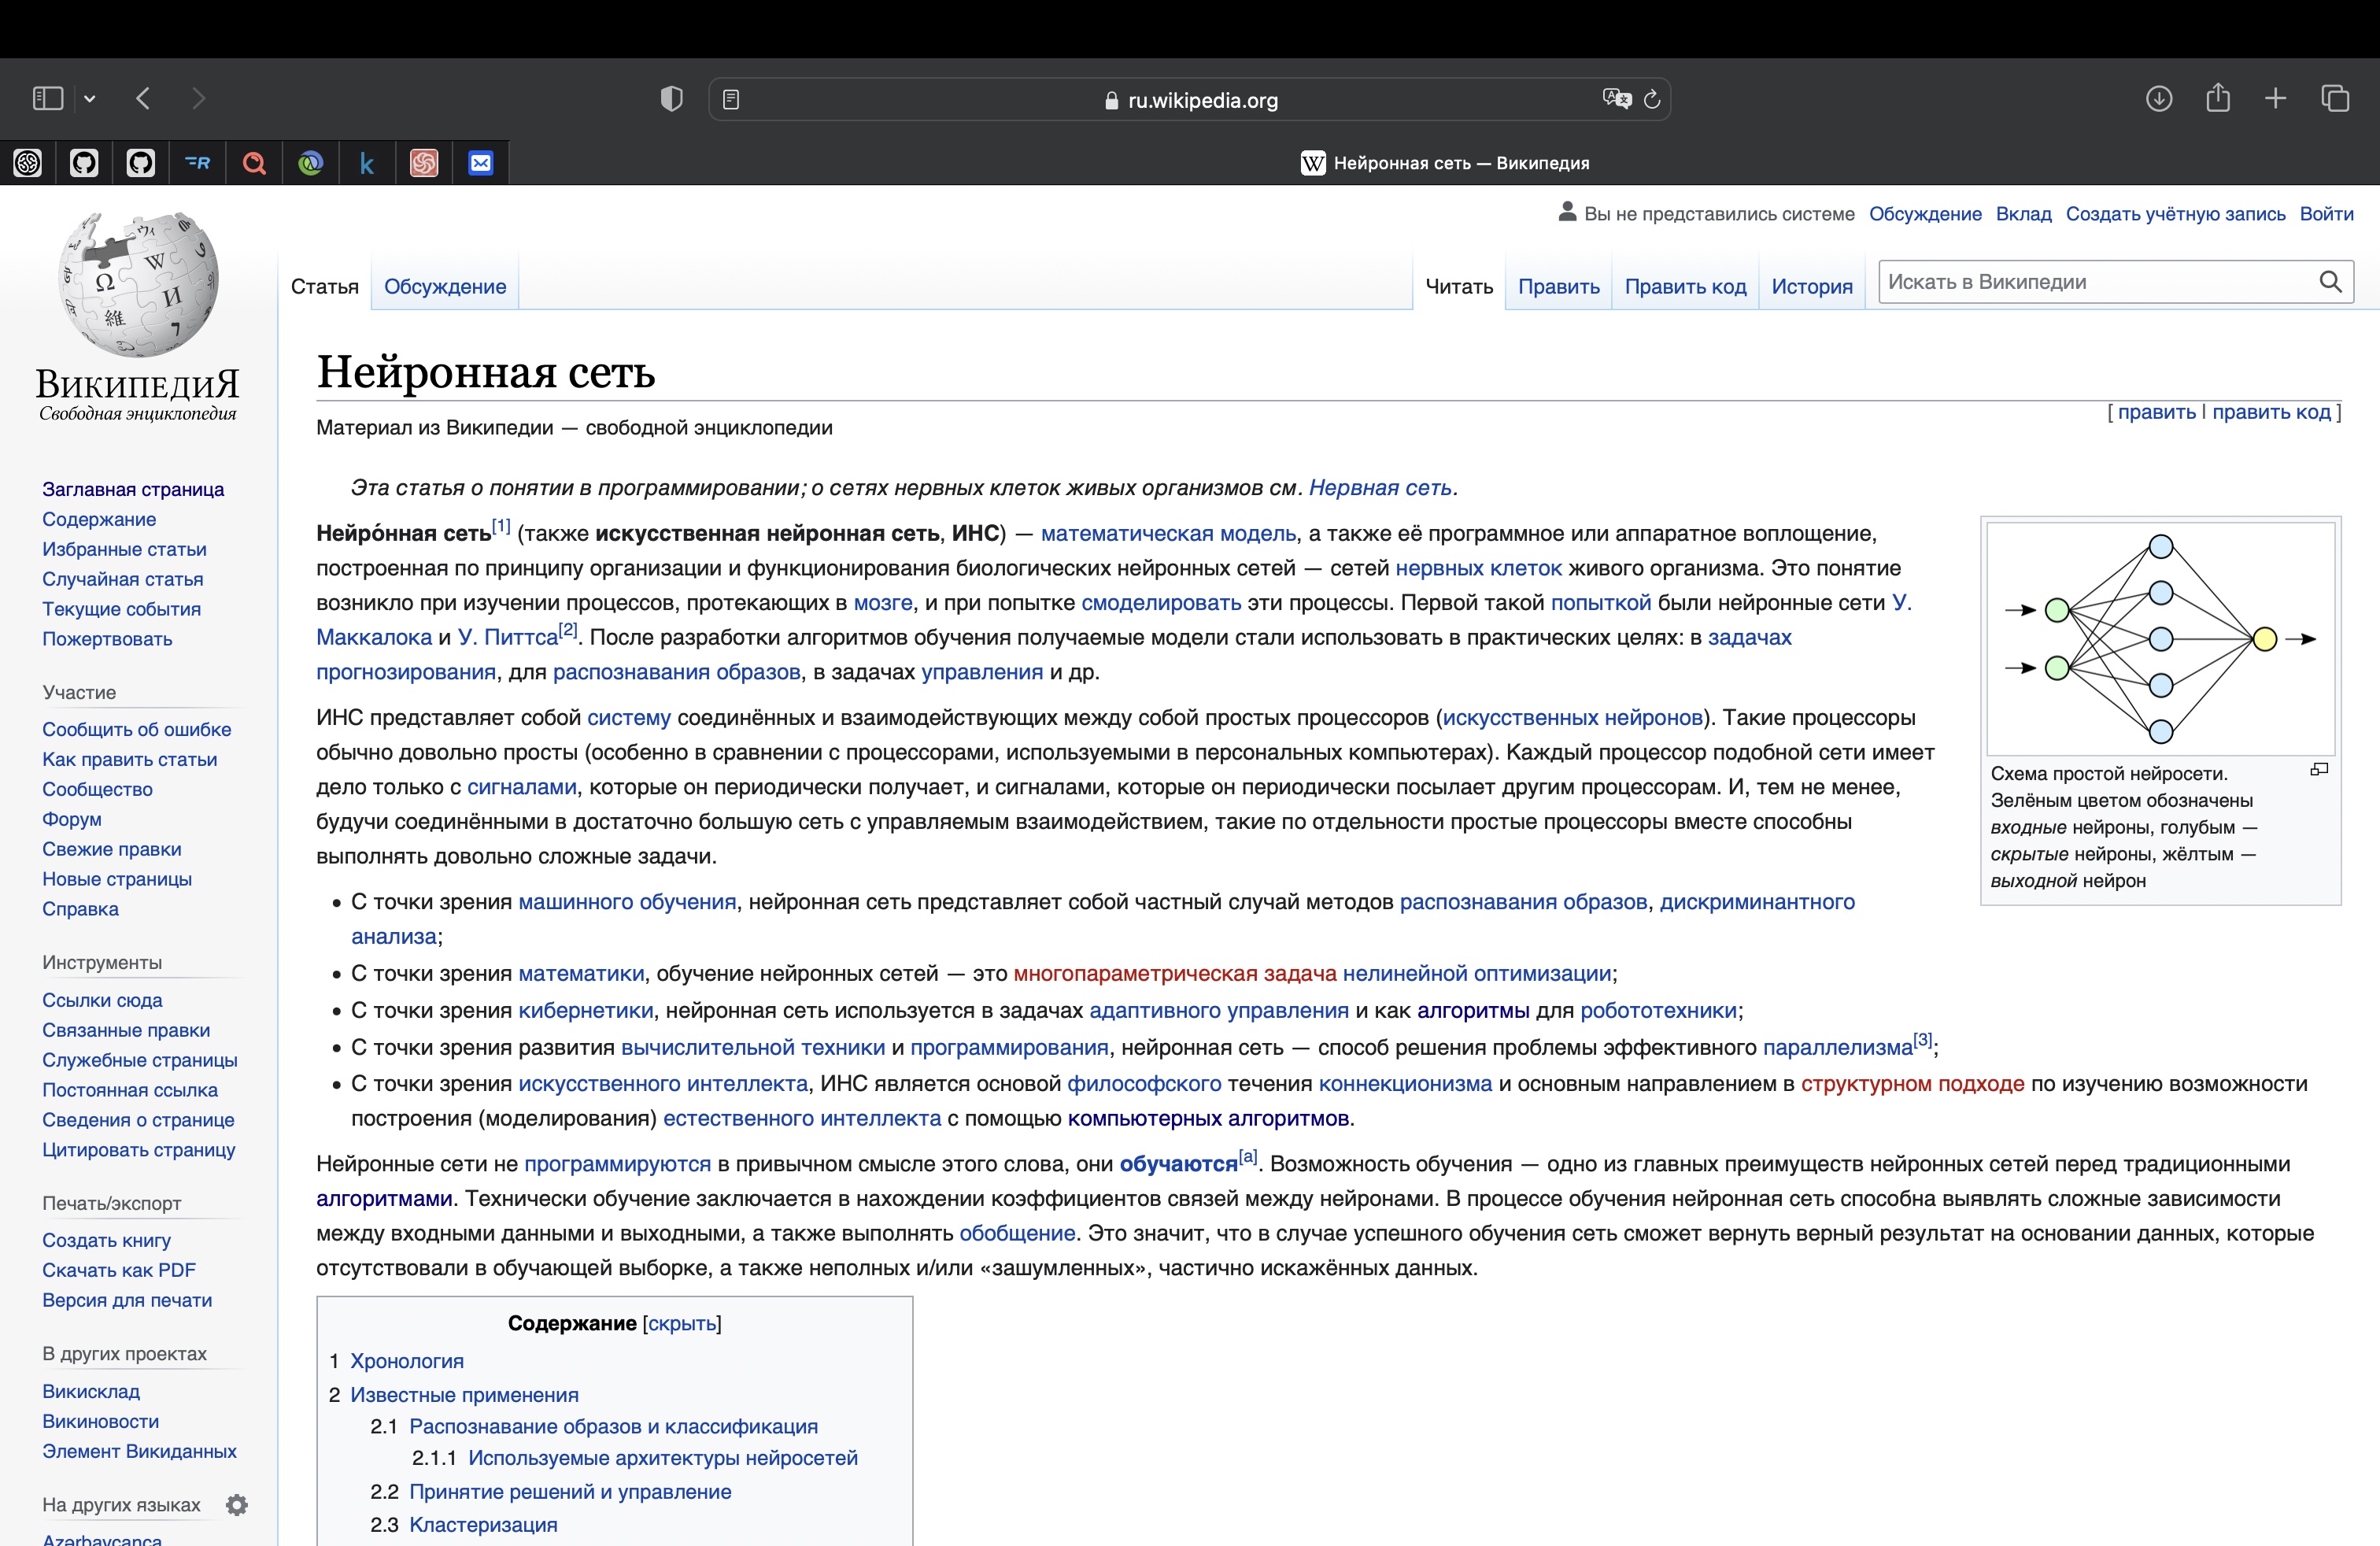 ru.wikipedia.org
Нейронная сеть — Википедия
Вы не представились системе Обсуждение Вклад Создать учётную запись Войти
Статья Обсуждение Читать Править Править код История Искать в Википедии
ВИКИПЕДИЯ
Свободная энциклопедия
Заглавная страница
Содержание
Избранные статьи
Случайная статья
Текущие события
Пожертвовать
Участие
Сообщить об ошибке
Как править статьи
Сообщество
Форум
Свежие правки
Новые страницы
Справка
Инструменты
Ссылки сюда
Связанные правки
Служебные страницы
Постоянная ссылка
Сведения о странице
Цитировать страницу
Печать/экспорт
Создать книгу
Скачать как PDF
Версия для печати
В других проектах
Викисклад
Викиновости
Элемент Викиданных
На других языках
Azərbaycanca
Нейронная сеть
[ править | править код ]
Материал из Википедии — свободной энциклопедии
Эта статья о понятии в программировании; о сетях нервных клеток живых организмов см. Нервная сеть.
Нейро́нная сеть[1] (также искусственная нейронная сеть, ИНС) — математическая модель, а также её программное или аппаратное воплощение,
построенная по принципу организации и функционирования биологических нейронных сетей — сетей нервных клеток живого организма. Это понятие
возникло при изучении процессов, протекающих в мозге, и при попытке смоделировать эти процессы. Первой такой попыткой были нейронные сети У.
Маккалока и У. Питтса[2]. После разработки алгоритмов обучения получаемые модели стали использовать в практических целях: в задачах
прогнозирования, для распознавания образов, в задачах управления и др.
ИНС представляет собой систему соединённых и взаимодействующих между собой простых процессоров (искусственных нейронов). Такие процессоры
обычно довольно просты (особенно в сравнении с процессорами, используемыми в персональных компьютерах). Каждый процессор подобной сети имеет
дело только с сигналами, которые он периодически получает, и сигналами, которые он периодически посылает другим процессорам. И, тем не менее,
будучи соединёнными в достаточно большую сеть с управляемым взаимодействием, такие по отдельности простые процессоры вместе способны
выполнять довольно сложные задачи.
Схема простой нейросети.
Зелёным цветом обозначены
входные нейроны, голубым —
скрытые нейроны, жёлтым —
выходной нейрон
• С точки зрения машинного обучения, нейронная сеть представляет собой частный случай методов распознавания образов, дискриминантного
анализа;
• С точки зрения математики, обучение нейронных сетей — это многопараметрическая задача нелинейной оптимизации;
• С точки зрения кибернетики, нейронная сеть используется в задачах адаптивного управления и как алгоритмы для робототехники;
• С точки зрения развития вычислительной техники и программирования, нейронная сеть — способ решения проблемы эффективного параллелизма[3];
• С точки зрения искусственного интеллекта, ИНС является основой философского течения коннекционизма и основным направлением в структурном подходе по изучению возможности
построения (моделирования) естественного интеллекта с помощью компьютерных алгоритмов.
Нейронные сети не программируются в привычном смысле этого слова, они обучаются[a]. Возможность обучения — одно из главных преимуществ нейронных сетей перед традиционными
алгоритмами. Технически обучение заключается в нахождении коэффициентов связей между нейронами. В процессе обучения нейронная сеть способна выявлять сложные зависимости
между входными данными и выходными, а также выполнять обобщение. Это значит, что в случае успешного обучения сеть сможет вернуть верный результат на основании данных, которые
отсутствовали в обучающей выборке, а также неполных и/или «зашумленных», частично искажённых данных.
Содержание [скрыть]
1 Хронология
2 Известные применения
2.1 Распознавание образов и классификация
2.1.1 Используемые архитектуры нейросетей
2.2 Принятие решений и управление
2.3 Кластеризация